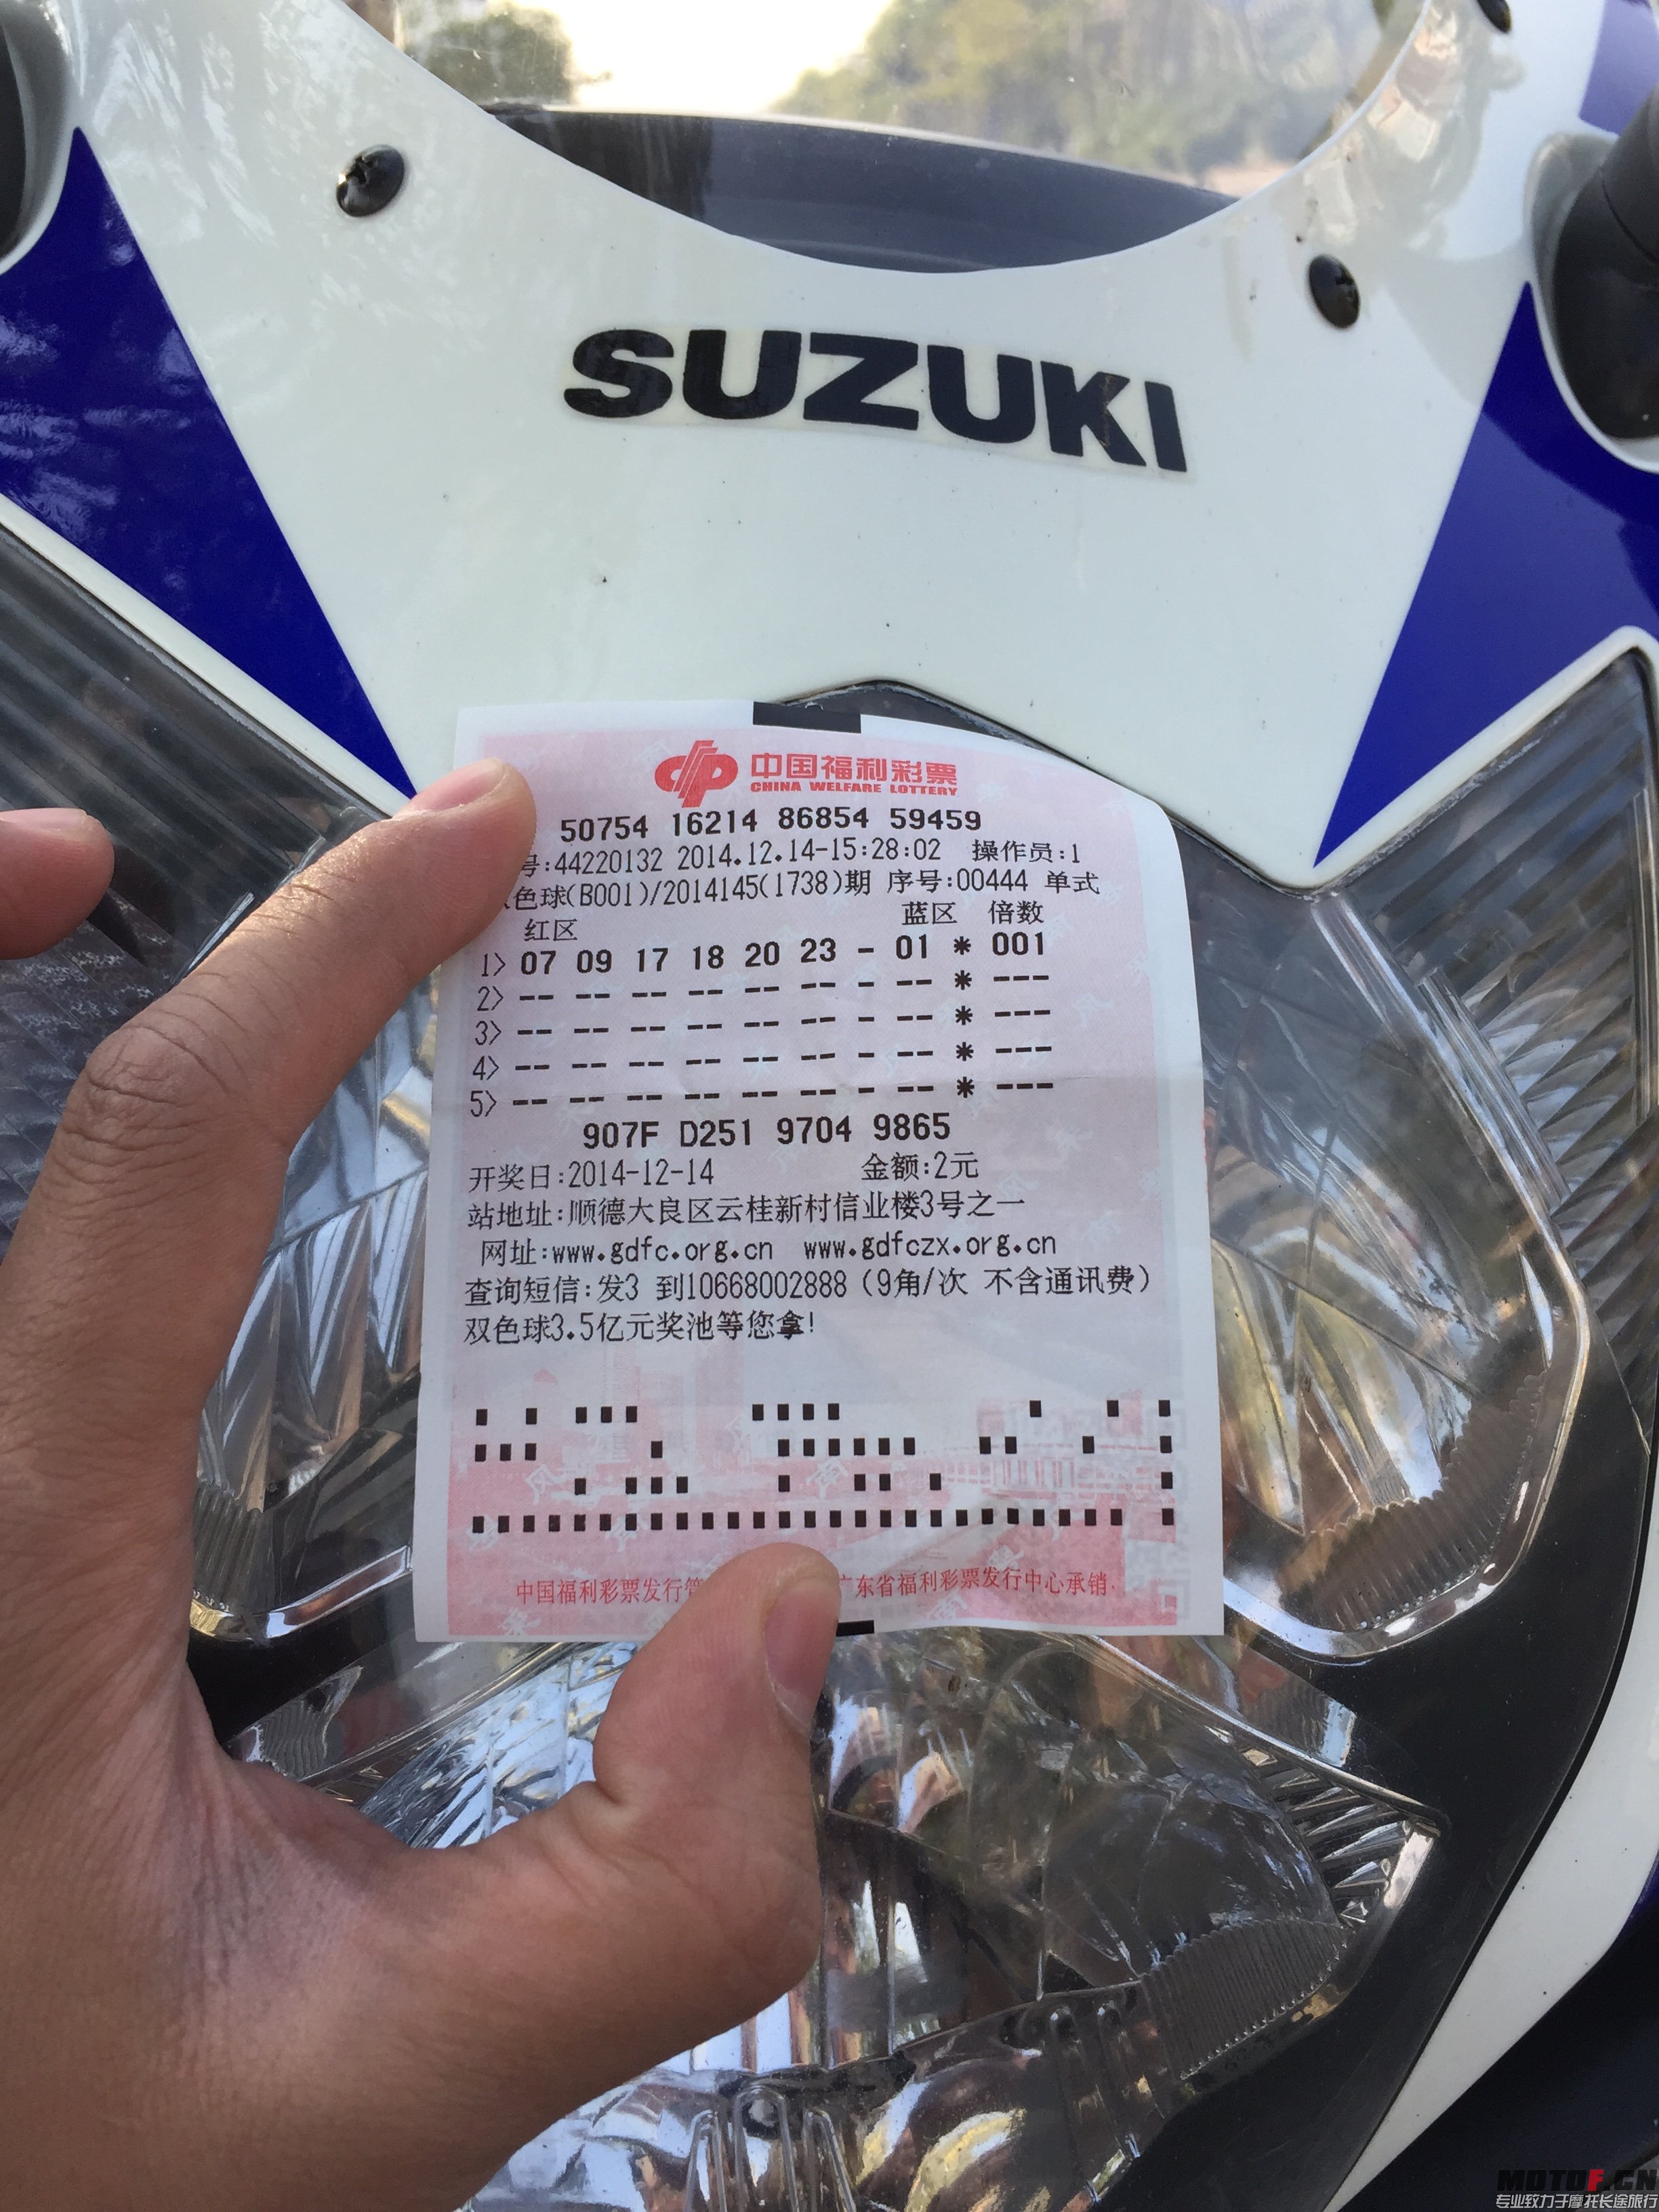 SUZUKI
中国福利彩票
CHINA WELFARE LOTTERY
50754 16214 86854 59459
号:44220132 2014.12.14-15:28:02 操作员:1
色球(B001)/2014145(1738)期 序号:00444 单式
红区 蓝区 倍数
1> 07 09 17 18 20 23 - 01 * 001
2> -- -- -- -- -- -- - -- * ---
3> -- -- -- -- -- -- - -- * ---
4> -- -- -- -- -- -- - -- * ---
5> -- -- -- -- -- -- - -- * ---
907F D251 9704 9865
开奖日:2014-12-14 金额:2元
站地址:顺德大良区云桂新村信业楼3号之一
网址:www.gdfc.org.cn www.gdfczx.org.cn
查询短信:发3 到10668002888（9角/次 不含通讯费）
双色球3.5亿元奖池等您拿!
中国福利彩票发行管 广东省福利彩票发行中心承销.
MOTOF.CN
专业致力于摩托长途旅行